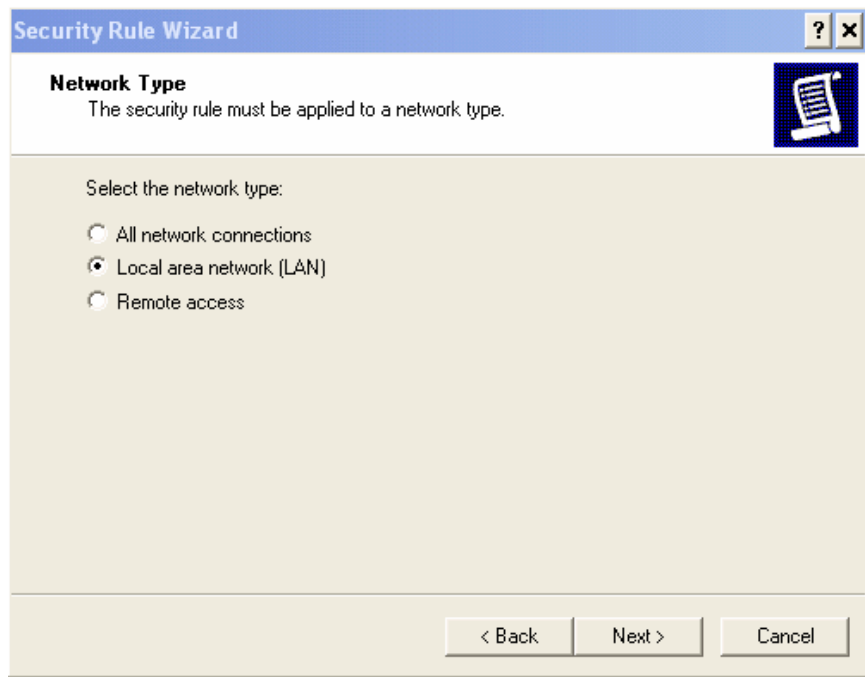 Security Rule Wizard
Network Type
The security rule must be applied to a network type.
Select the network type:
All network connections
Local area network (LAN)
Remote access
< Back Next > Cancel